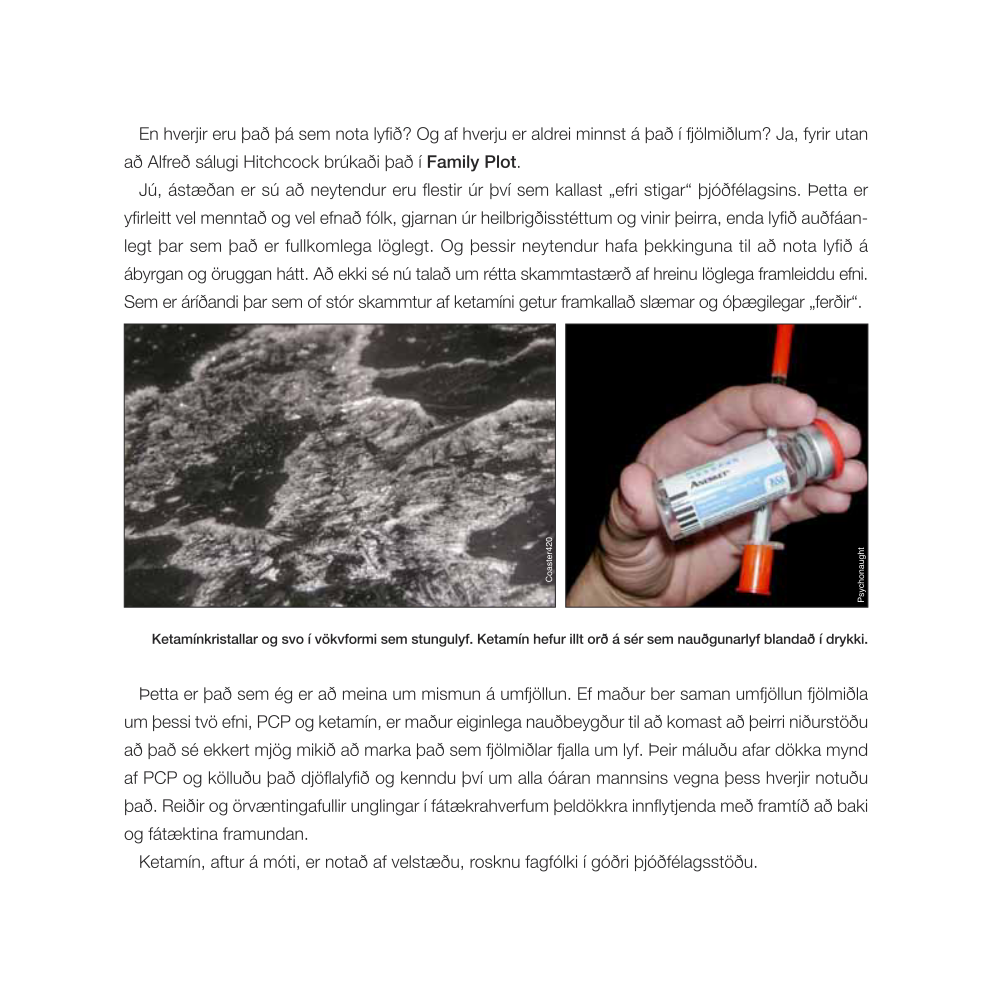 En hverjir eru það þá sem nota lyfið? Og af hverju er aldrei minnst á það í fjölmiðlum? Ja, fyrir utan
að Alfreð sálugi Hitchcock brúkaði það í Family Plot.
Jú, ástæðan er sú að neytendur eru flestir úr því sem kallast „efri stigar“ þjóðfélagsins. Þetta er
yfirleitt vel menntað og vel efnað fólk, gjarnan úr heilbrigðisstéttum og vinir þeirra, enda lyfið auðfáan-
legt þar sem það er fullkomlega löglegt. Og þessir neytendur hafa þekkinguna til að nota lyfið á
ábyrgan og öruggan hátt. Að ekki sé nú talað um rétta skammtastærð af hreinu löglega framleiddu efni.
Sem er áríðandi þar sem of stór skammtur af ketamíni getur framkallað slæmar og óþægilegar „ferðir“.
Coaster420
Anesket
Psychonaught
Ketamínkristallar og svo í vökvformi sem stungulyf. Ketamín hefur illt orð á sér sem nauðgunarlyf blandað í drykki.
Þetta er það sem ég er að meina um mismun á umfjöllun. Ef maður ber saman umfjöllun fjölmiðla
um þessi tvö efni, PCP og ketamín, er maður eiginlega nauðbeygður til að komast að þeirri niðurstöðu
að það sé ekkert mjög mikið að marka það sem fjölmiðlar fjalla um lyf. Þeir máluðu afar dökka mynd
af PCP og kölluðu það djöflalyfið og kenndu því um alla óáran mannsins vegna þess hverjir notuðu
það. Reiðir og örvæntingafullir unglingar í fátækrahverfum þeldökkra innflytjenda með framtíð að baki
og fátæktina framundan.
Ketamín, aftur á móti, er notað af velstæðu, rosknu fagfólki í góðri þjóðfélagsstöðu.